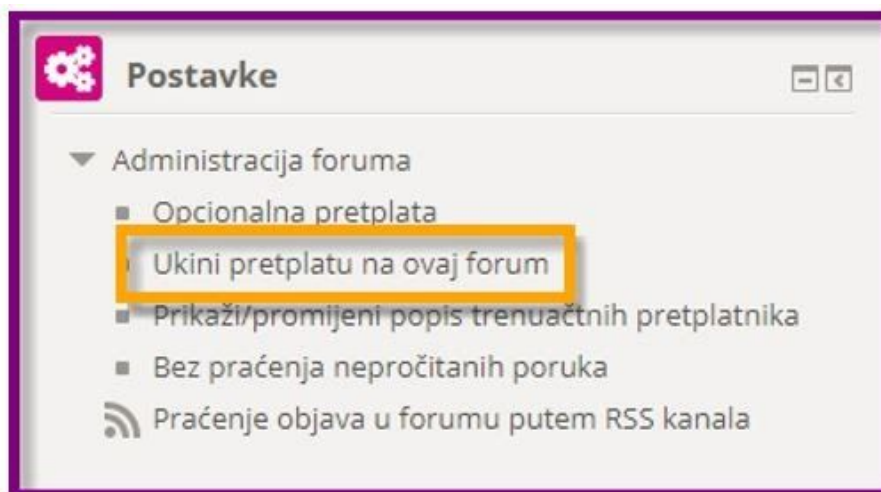 Postavke
Administracija foruma
Opcionalna pretplata
Ukini pretplatu na ovaj forum
Prikaži/promijeni popis trenuačtnih pretplatnika
Bez praćenja nepročitanih poruka
Praćenje objava u forumu putem RSS kanala